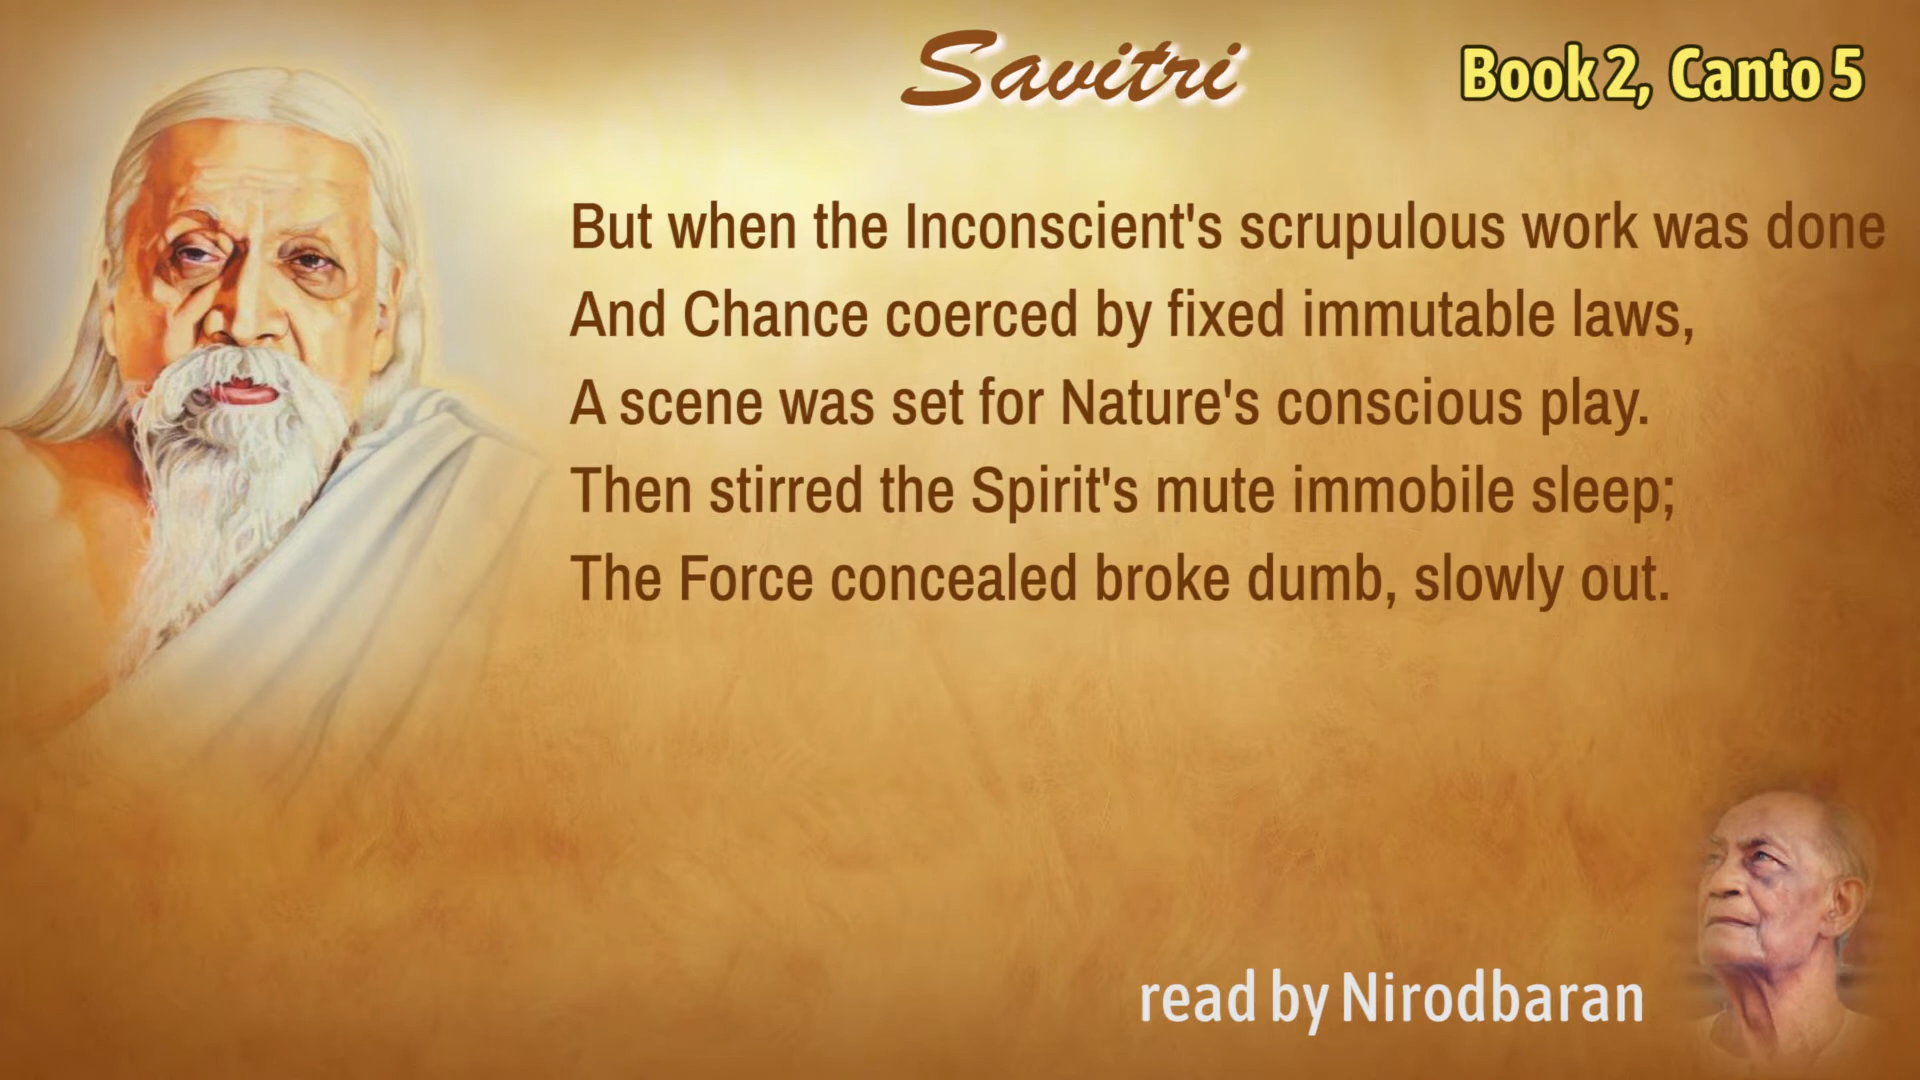 Savitri
Book 2, Canto 5
But when the Inconscient's scrupulous work was done
And Chance coerced by fixed immutable laws,
A scene was set for Nature's conscious play.
Then stirred the Spirit's mute immobile sleep;
The Force concealed broke dumb, slowly out.
read by Nirodbaran